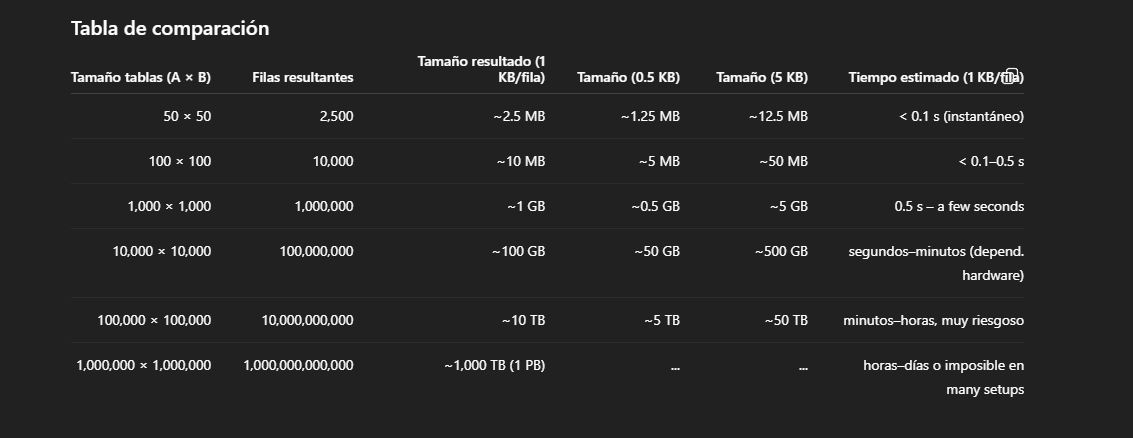 Tabla de comparación
Tamaño tablas (A × B) Filas resultantes Tamaño resultado (1 KB/fila) Tamaño (0.5 KB) Tamaño (5 KB) Tiempo estimado (1 KB/fila)
50 × 50 2,500 ~2.5 MB ~1.25 MB ~12.5 MB < 0.1 s (instantáneo)
100 × 100 10,000 ~10 MB ~5 MB ~50 MB < 0.1–0.5 s
1,000 × 1,000 1,000,000 ~1 GB ~0.5 GB ~5 GB 0.5 s – a few seconds
10,000 × 10,000 100,000,000 ~100 GB ~50 GB ~500 GB segundos–minutos (depend. hardware)
100,000 × 100,000 10,000,000,000 ~10 TB ~5 TB ~50 TB minutos–horas, muy riesgoso
1,000,000 × 1,000,000 1,000,000,000,000 ~1,000 TB (1 PB) ... ... horas–días o imposible en many setups